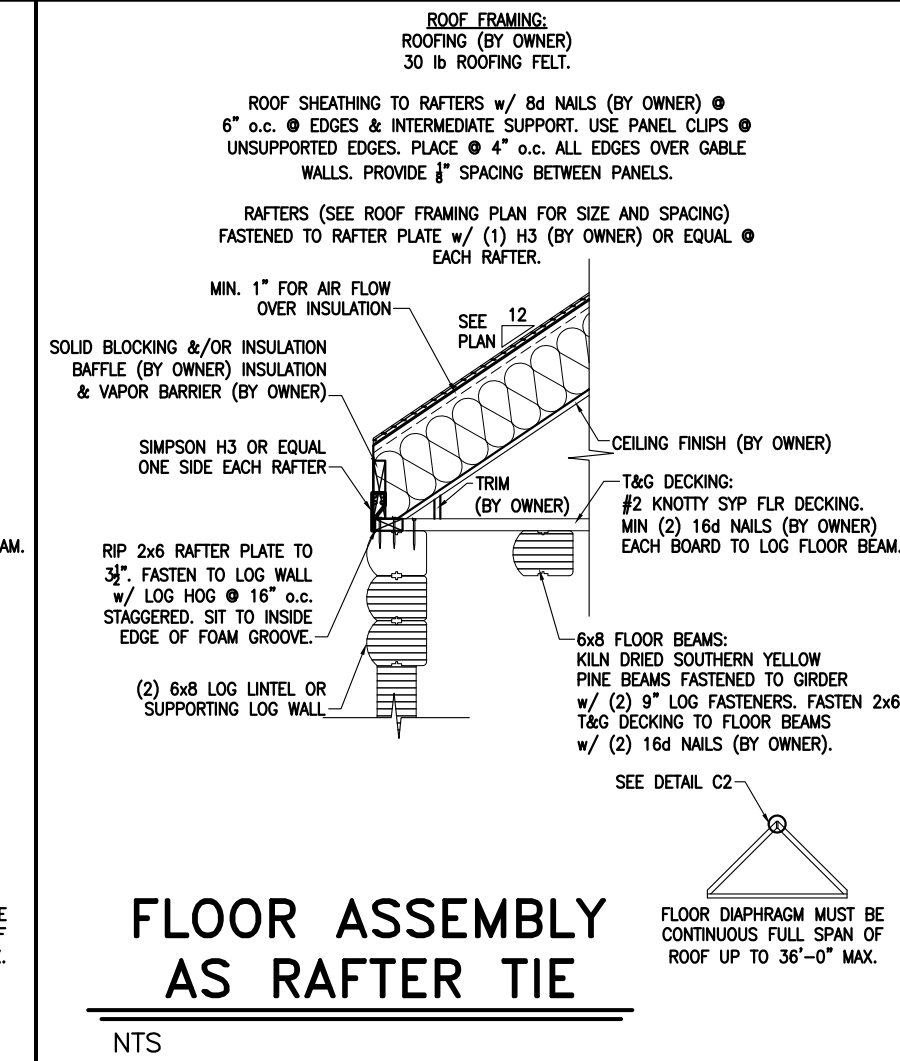 ROOF FRAMING:
ROOFING (BY OWNER)
30 lb ROOFING FELT.
ROOF SHEATHING TO RAFTERS w/ 8d NAILS (BY OWNER) @
6" o.c. @ EDGES & INTERMEDIATE SUPPORT. USE PANEL CLIPS @
UNSUPPORTED EDGES. PLACE @ 4" o.c. ALL EDGES OVER GABLE
WALLS. PROVIDE 1/8" SPACING BETWEEN PANELS.
RAFTERS (SEE ROOF FRAMING PLAN FOR SIZE AND SPACING)
FASTENED TO RAFTER PLATE w/ (1) H3 (BY OWNER) OR EQUAL @
EACH RAFTER.
MIN. 1" FOR AIR FLOW
OVER INSULATION
SEE
PLAN
12
SOLID BLOCKING &/OR INSULATION
BAFFLE (BY OWNER) INSULATION
& VAPOR BARRIER (BY OWNER)
SIMPSON H3 OR EQUAL
ONE SIDE EACH RAFTER
CEILING FINISH (BY OWNER)
TRIM
(BY OWNER)
T&G DECKING:
#2 KNOTTY SYP FLR DECKING.
MIN (2) 16d NAILS (BY OWNER)
EACH BOARD TO LOG FLOOR BEAM.
AM.
RIP 2x6 RAFTER PLATE TO
3 1/2". FASTEN TO LOG WALL
w/ LOG HOG @ 16" o.c.
STAGGERED. SIT TO INSIDE
EDGE OF FOAM GROOVE.
(2) 6x8 LOG LINTEL OR
SUPPORTING LOG WALL
6x8 FLOOR BEAMS:
KILN DRIED SOUTHERN YELLOW
PINE BEAMS FASTENED TO GIRDER
w/ (2) 9" LOG FASTENERS. FASTEN 2x6
T&G DECKING TO FLOOR BEAMS
w/ (2) 16d NAILS (BY OWNER).
SEE DETAIL C2
FLOOR DIAPHRAGM MUST BE
CONTINUOUS FULL SPAN OF
ROOF UP TO 36'-0" MAX.
FLOOR ASSEMBLY
AS RAFTER TIE
NTS